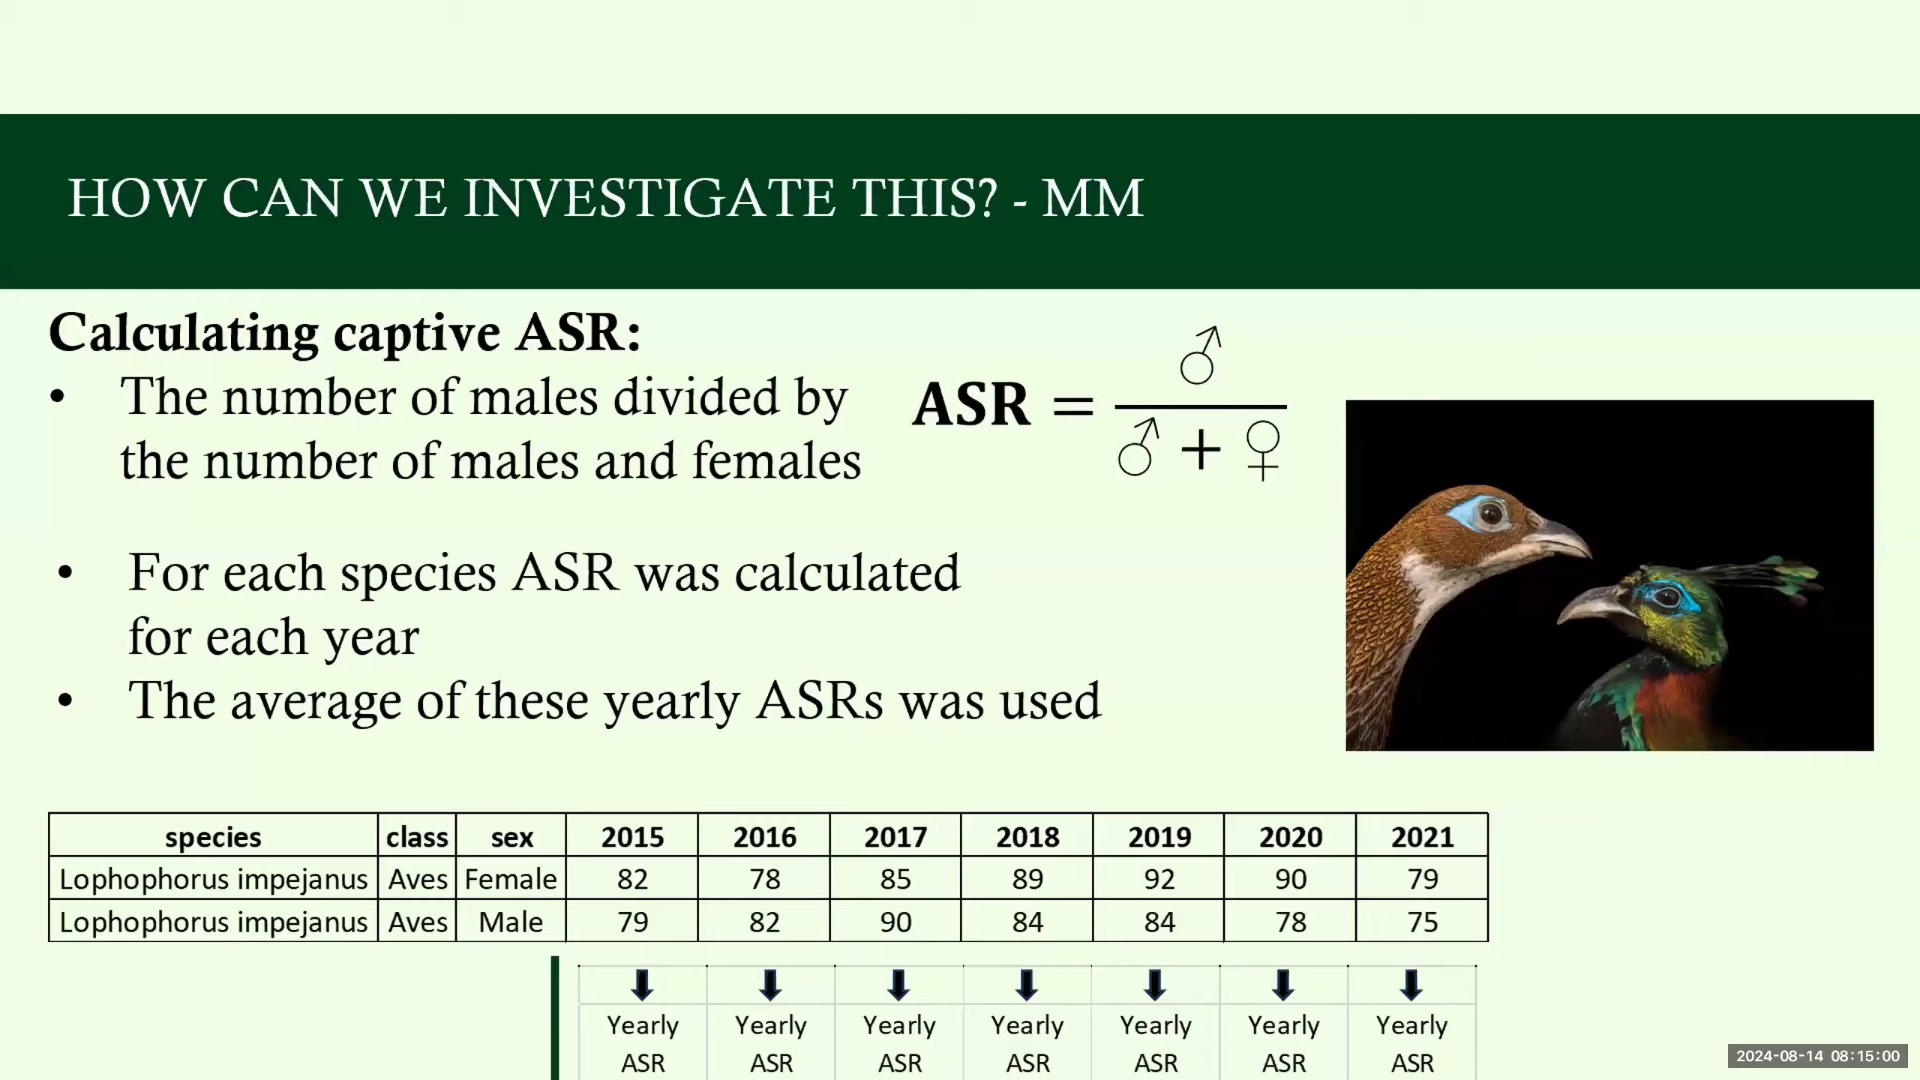 HOW CAN WE INVESTIGATE THIS? - MM
Calculating captive ASR:
• The number of males divided by
the number of males and females
ASR = ♂ / ♂ + ♀
• For each species ASR was calculated
for each year
• The average of these yearly ASRs was used
species class sex 2015 2016 2017 2018 2019 2020 2021
Lophophorus impejanus Aves Female 82 78 85 89 92 90 79
Lophophorus impejanus Aves Male 79 82 90 84 84 78 75
Yearly Yearly Yearly Yearly Yearly Yearly Yearly
ASR ASR ASR ASR ASR ASR ASR
2024-08-14 08:15:00